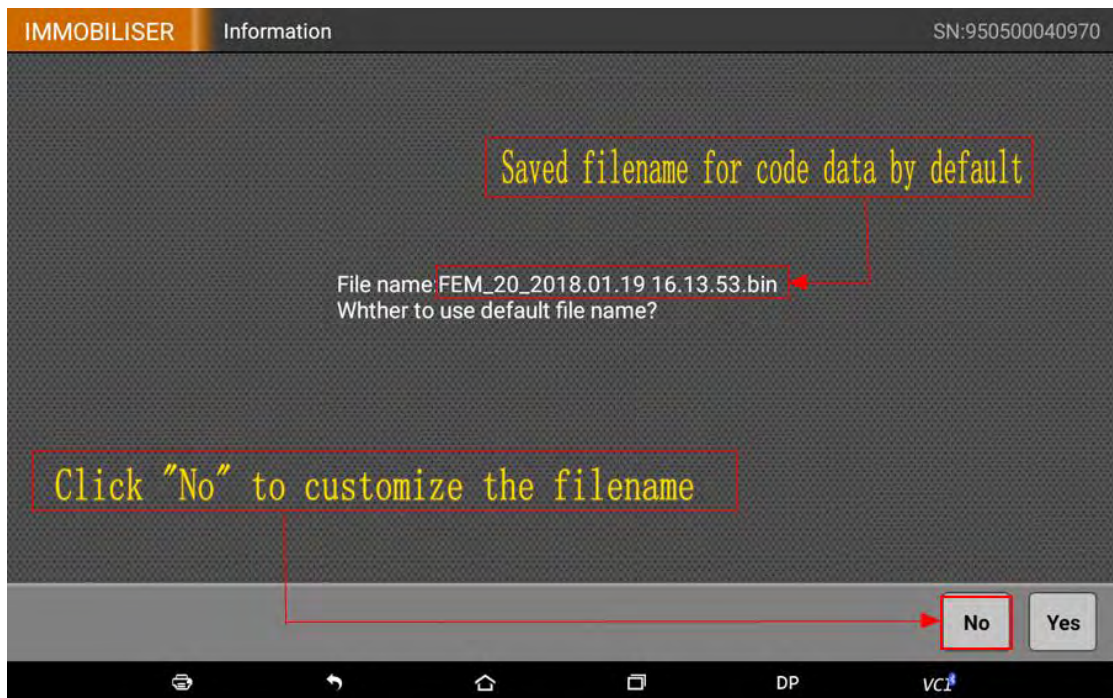 IMMOBILISER Information SN:950500040970
Saved filename for code data by default
File name:FEM_20_2018.01.19 16.13.53.bin
Whther to use default file name?
Click "No" to customize the filename
No Yes
DP VCI